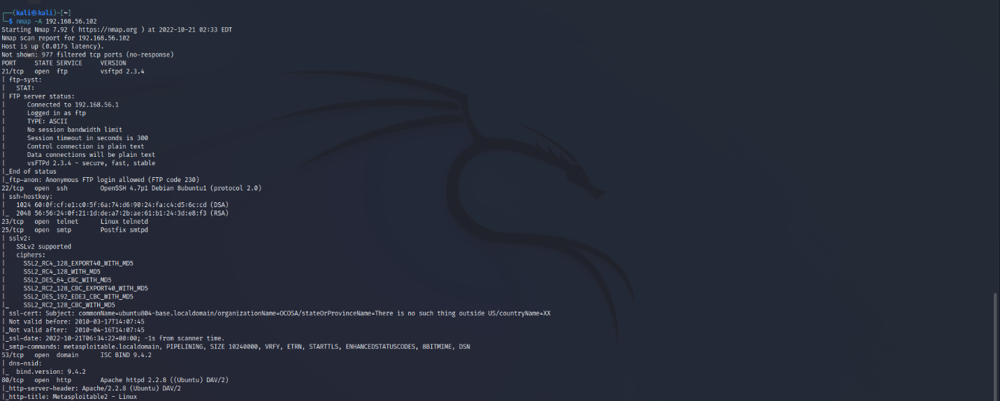 ┌──(kali㉿kali)-[~]
└─$ nmap -A 192.168.56.102
Starting Nmap 7.92 ( https://nmap.org ) at 2022-10-21 02:33 EDT
Nmap scan report for 192.168.56.102
Host is up (0.017s latency).
Not shown: 977 filtered tcp ports (no-response)
PORT     STATE SERVICE     VERSION
21/tcp   open  ftp         vsftpd 2.3.4
| ftp-syst:
|   STAT:
| FTP server status:
|      Connected to 192.168.56.1
|      Logged in as ftp
|      TYPE: ASCII
|      No session bandwidth limit
|      Session timeout in seconds is 300
|      Control connection is plain text
|      Data connections will be plain text
|      vsFTPd 2.3.4 - secure, fast, stable
|_End of status
|_ftp-anon: Anonymous FTP login allowed (FTP code 230)
22/tcp   open  ssh         OpenSSH 4.7p1 Debian 8ubuntu1 (protocol 2.0)
| ssh-hostkey:
|   1024 60:0f:cf:e1:c0:5f:6a:74:d6:90:24:fa:c4:d5:6c:cd (DSA)
|_  2048 56:56:24:0f:21:1d:de:a7:2b:ae:61:b1:24:3d:e8:f3 (RSA)
23/tcp   open  telnet      Linux telnetd
25/tcp   open  smtp        Postfix smtpd
| sslv2:
|   SSLv2 supported
|   ciphers:
|     SSL2_RC4_128_EXPORT40_WITH_MD5
|     SSL2_RC4_128_WITH_MD5
|     SSL2_DES_64_CBC_WITH_MD5
|     SSL2_RC2_128_CBC_EXPORT40_WITH_MD5
|     SSL2_DES_192_EDE3_CBC_WITH_MD5
|_    SSL2_RC2_128_CBC_WITH_MD5
| ssl-cert: Subject: commonName=ubuntu804-base.localdomain/organizationName=OCOSA/stateOrProvinceName=There is no such thing outside US/countryName=XX
| Not valid before: 2010-03-17T14:07:45
|_Not valid after:  2010-04-16T14:07:45
|_ssl-date: 2022-10-21T06:34:22+00:00; -1s from scanner time.
|_smtp-commands: metasploitable.localdomain, PIPELINING, SIZE 10240000, VRFY, ETRN, STARTTLS, ENHANCEDSTATUSCODES, 8BITMIME, DSN
53/tcp   open  domain      ISC BIND 9.4.2
| dns-nsid:
|_  bind.version: 9.4.2
80/tcp   open  http        Apache httpd 2.2.8 ((Ubuntu) DAV/2)
|_http-server-header: Apache/2.2.8 (Ubuntu) DAV/2
|_http-title: Metasploitable2 - Linux